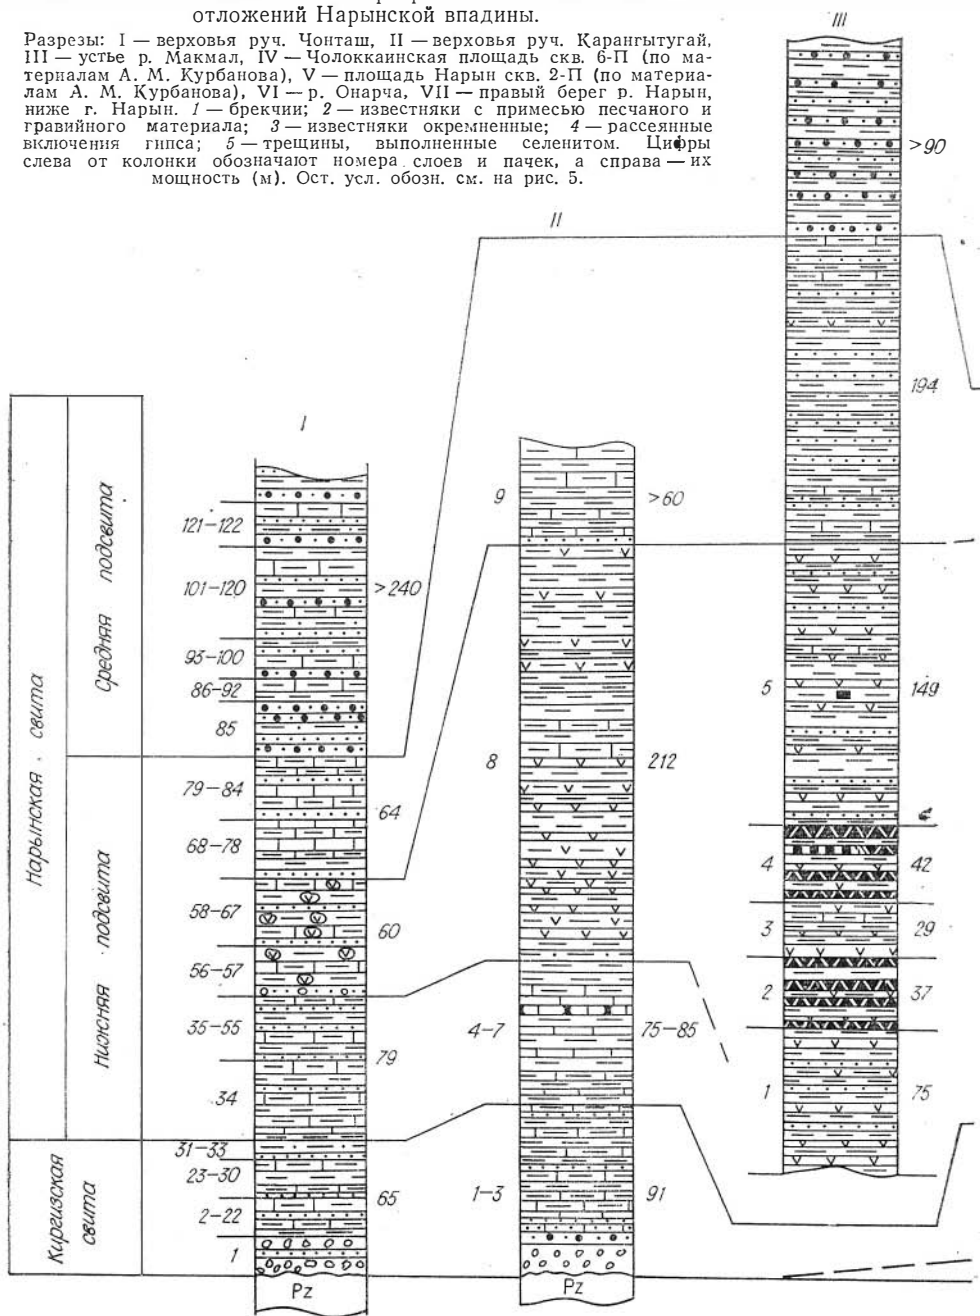 отложений Нарынской впадины.
Разрезы: I — верховья руч. Чонташ, II — верховья руч. Карангытугай,
III — устье р. Макмал, IV — Чолоккаинская площадь скв. 6-П (по ма-
териалам А. М. Курбанова), V — площадь Нарын скв. 2-П (по материа-
лам А. М. Курбанова), VI — р. Онарча, VII — правый берег р. Нарын,
ниже г. Нарын. 1 — брекчии; 2 — известняки с примесью песчаного и
гравийного материала; 3 — известняки окремненные; 4 — рассеянные
включения гипса; 5 — трещины, выполненные селенитом. Цифры
слева от колонки обозначают номера слоев и пачек, а справа — их
мощность (м). Ост. усл. обозн. см. на рис. 5.
Нарынская свита
Киргизская
свита
Средняя подсвита
Нижняя подсвита
I
121-122
101-120
93-100
86-92
85
79-84
68-78
58-67
56-57
35-55
34
31-33
23-30
2-22
1
>240
64
60
79
65
Pz
II
9
8
4-7
1-3
>60
212
75-85
91
Pz
III
5
4
3
2
1
>90
194
149
42
29
37
75